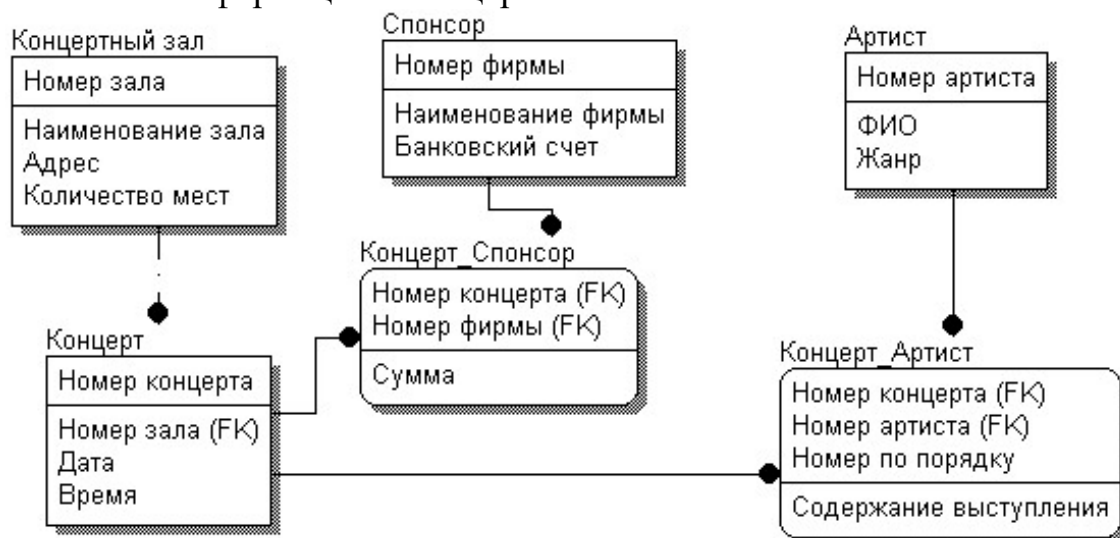 Концертный зал
Номер зала
Наименование зала
Адрес
Количество мест
Спонсор
Номер фирмы
Наименование фирмы
Банковский счет
Артист
Номер артиста
ФИО
Жанр
Концерт_Спонсор
Номер концерта (FK)
Номер фирмы (FK)
Сумма
Концерт
Номер концерта
Номер зала (FK)
Дата
Время
Концерт_Артист
Номер концерта (FK)
Номер артиста (FK)
Номер по порядку
Содержание выступления